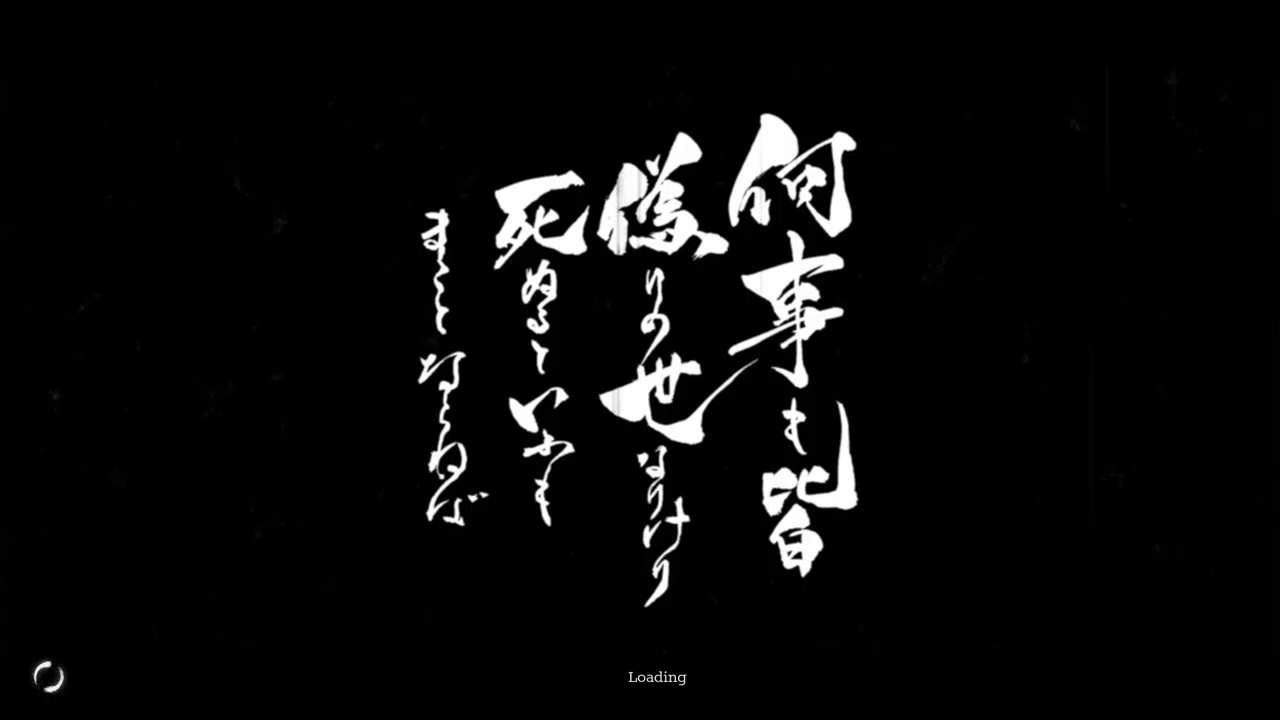 何事も皆
偽りの世なりけり
死ぬるといふも
まことならねば
Loading